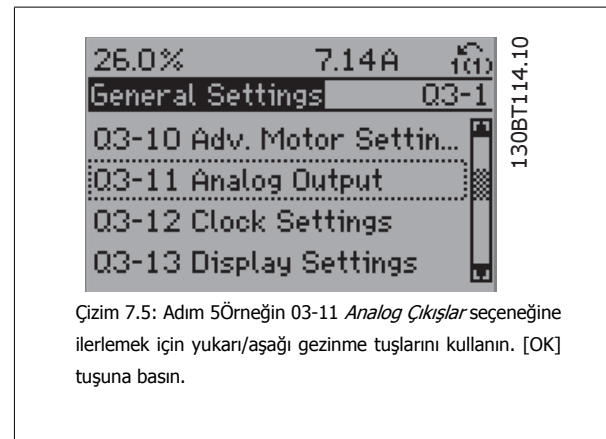 26.0% 7.14A 1(1)
General Settings Q3-1
Q3-10 Adv. Motor Settin...
Q3-11 Analog Output
Q3-12 Clock Settings
Q3-13 Display Settings
130BT114.10
Çizim 7.5: Adım 5Örneğin 03-11 Analog Çıkışlar seçeneğine
ilerlemek için yukarı/aşağı gezinme tuşlarını kullanın. [OK]
tuşuna basın.